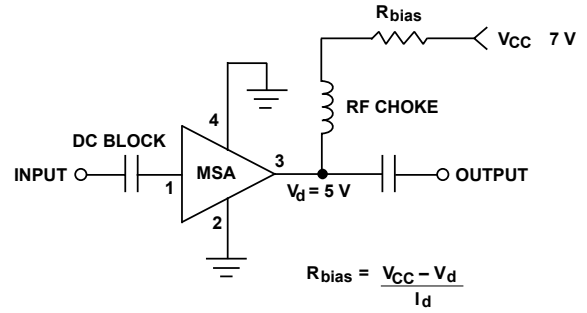 Rbias
VCC 7 V
RF CHOKE
4
DC BLOCK
INPUT
1
MSA
3
Vd = 5 V
OUTPUT
2
Rbias = VCC – Vd
Id